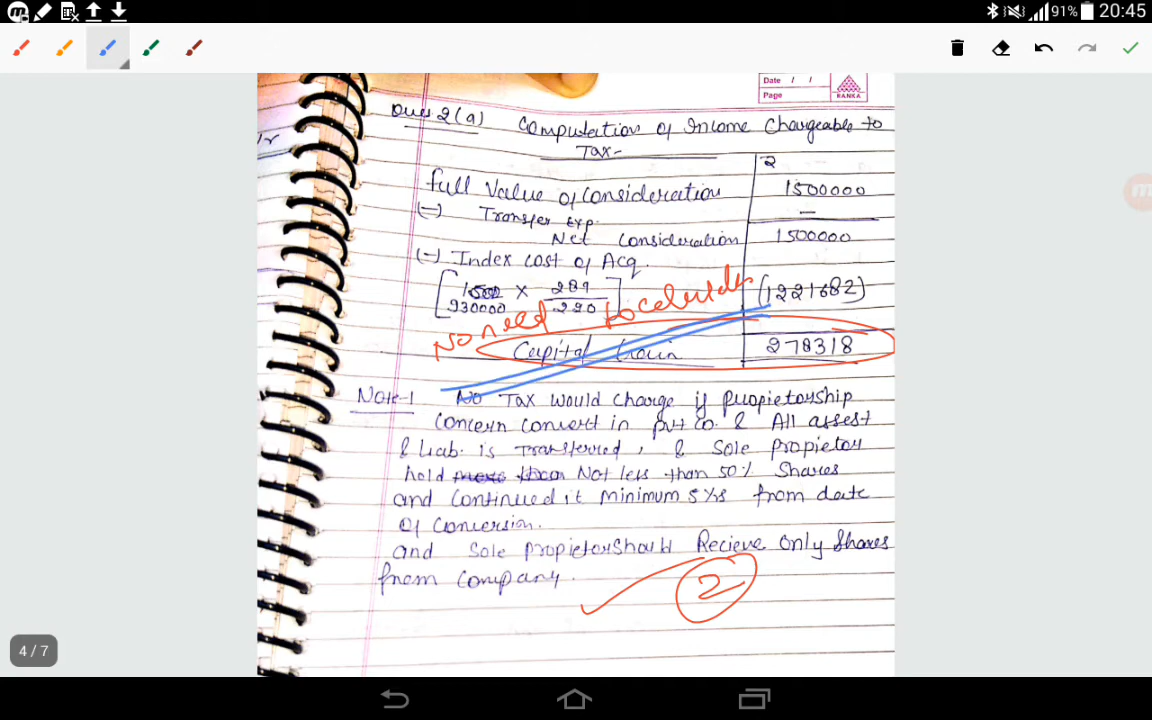 91% 20:45
Date / /
Page
RANKA
Ques 2(a) Computation of Income Chargeable to
Tax-
Full Value of Consideration 1500000
(-) Transfer Exp. —
Net Consideration 1500000
(-) Index cost of Acq.
930000 × 289/220 (1221682)
No need to calculate
Capital Gain 278318
Note-1 No Tax would charge if propietorship
concern convert in pvt co. & All assest
& Liab. is Transferred, & Sole propietor
hold more than Not less than 50% Shares
and continued it minimum 5 Yrs from date
Of Conversion.
and Sole propietor should Recieve Only Shares
from Company.
2
4 / 7